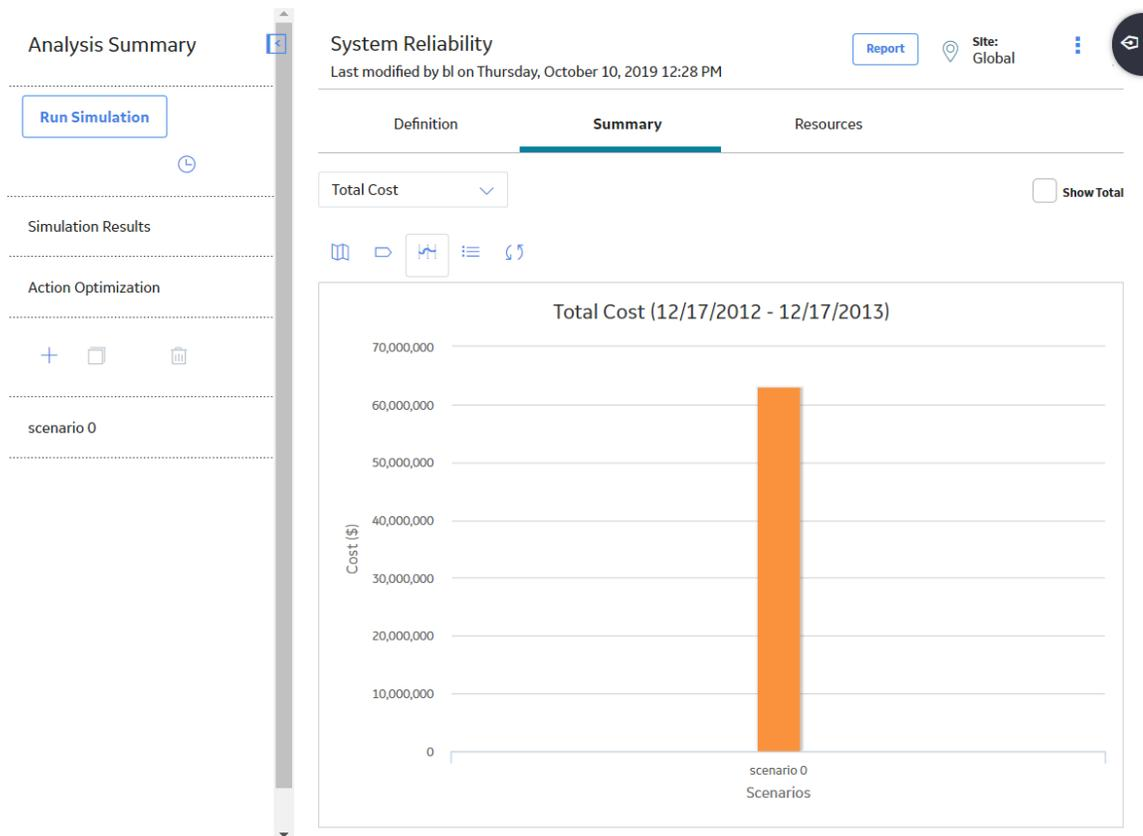 Analysis Summary
Run Simulation
Simulation Results
Action Optimization
scenario 0
System Reliability
Last modified by bl on Thursday, October 10, 2019 12:28 PM
Report
Site:
Global
Definition Summary Resources
Total Cost
Show Total
Total Cost (12/17/2012 - 12/17/2013)
70,000,000
60,000,000
50,000,000
40,000,000
30,000,000
20,000,000
10,000,000
0
Cost ($)
scenario 0
Scenarios